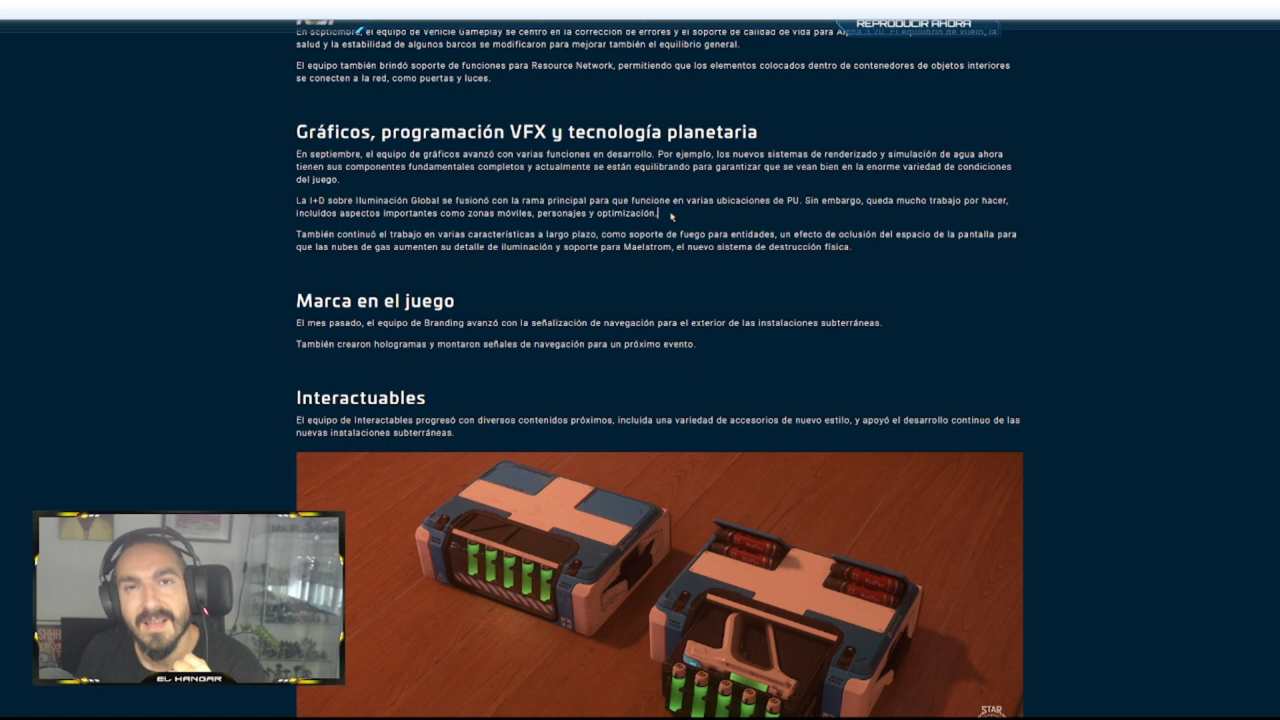 REPRODUCIR AHORA
En septiembre, el equipo de Vehicle Gameplay se centró en la corrección de errores y el soporte de calidad de vida para Alpha 3.20. El equilibrio de vuelo, la
salud y la estabilidad de algunos barcos se modificaron para mejorar también el equilibrio general.
El equipo también brindó soporte de funciones para Resource Network, permitiendo que los elementos colocados dentro de contenedores de objetos interiores
se conecten a la red, como puertas y luces.
Gráficos, programación VFX y tecnología planetaria
En septiembre, el equipo de gráficos avanzó con varias funciones en desarrollo. Por ejemplo, los nuevos sistemas de renderizado y simulación de agua ahora
tienen sus componentes fundamentales completos y actualmente se están equilibrando para garantizar que se vean bien en la enorme variedad de condiciones
del juego.
La I+D sobre Iluminación Global se fusionó con la rama principal para que funcione en varias ubicaciones de PU. Sin embargo, queda mucho trabajo por hacer,
incluidos aspectos importantes como zonas móviles, personajes y optimización.
También continuó el trabajo en varias características a largo plazo, como soporte de fuego para entidades, un efecto de oclusión del espacio de la pantalla para
que las nubes de gas aumenten su detalle de iluminación y soporte para Maelstrom, el nuevo sistema de destrucción física.
Marca en el juego
El mes pasado, el equipo de Branding avanzó con la señalización de navegación para el exterior de las instalaciones subterráneas.
También crearon hologramas y montaron señales de navegación para un próximo evento.
Interactuables
El equipo de Interactables progresó con diversos contenidos próximos, incluida una variedad de accesorios de nuevo estilo, y apoyó el desarrollo continuo de las
nuevas instalaciones subterráneas.
EL HANGAR
STAR